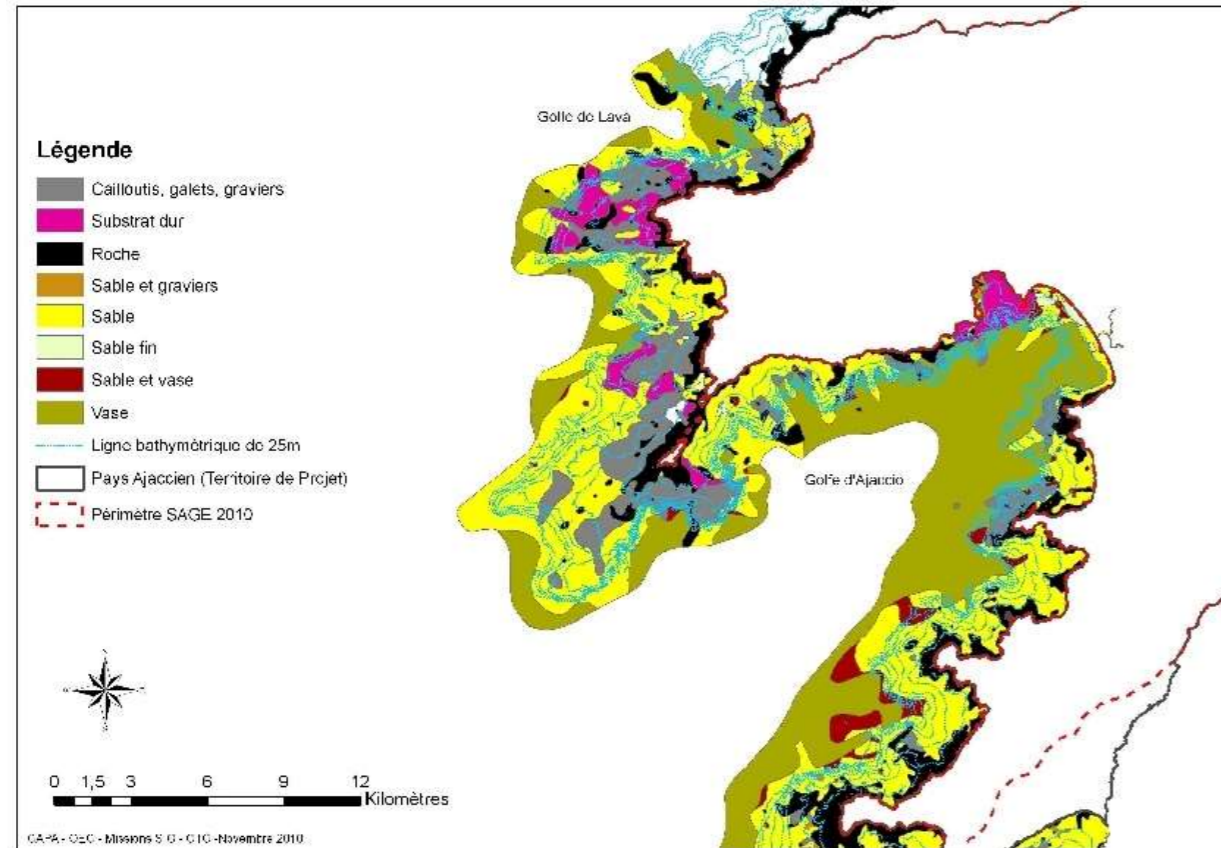 Golfe de Lava
Légende
Cailloutis, galets, graviers
Substrat dur
Roche
Sable et graviers
Sable
Sable fin
Sable et vase
Vase
Ligne bathymétrique de 25m
Pays Ajaccien (Territoire de Projet)
Périmètre SAGE 2010
Golfe d'Ajaccio
0 1,5 3 6 9 12
Kilomètres
CAPA - OEC - Missions S G - CTC -Novembre 2010